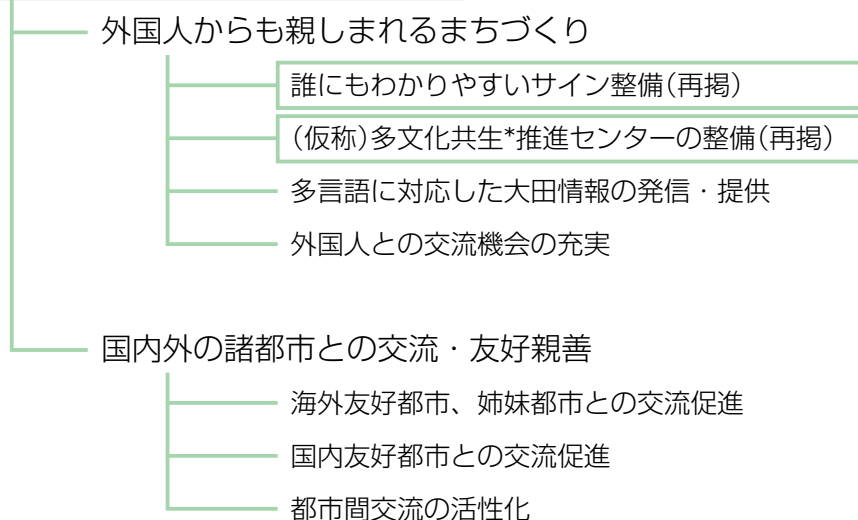 外国人からも親しまれるまちづくり
誰にもわかりやすいサイン整備(再掲)
(仮称)多文化共生*推進センターの整備(再掲)
多言語に対応した大田情報の発信・提供
外国人との交流機会の充実
国内外の諸都市との交流・友好親善
海外友好都市、姉妹都市との交流促進
国内友好都市との交流促進
都市間交流の活性化